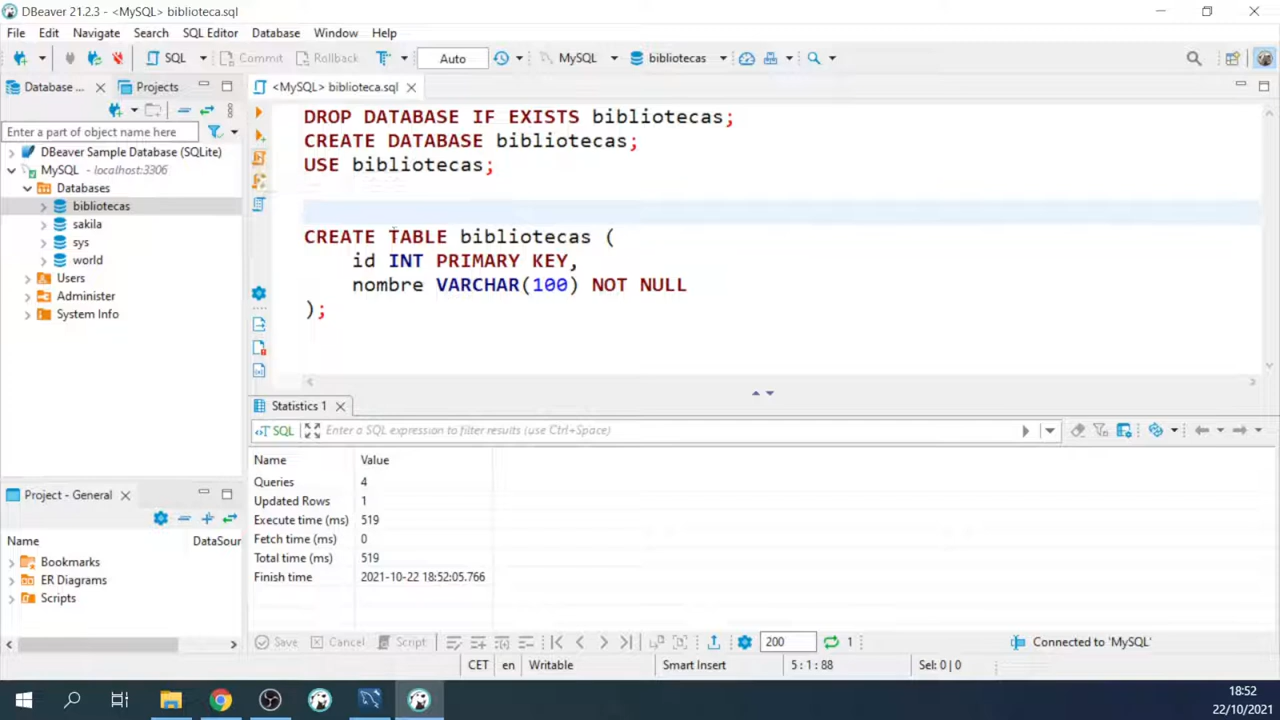 DBeaver 21.2.3 - <MySQL> biblioteca.sql
File Edit Navigate Search SQL Editor Database Window Help
SQL Commit Rollback Auto MySQL bibliotecas
Database ... Projects
<MySQL> biblioteca.sql
Enter a part of object name here
DBeaver Sample Database (SQLite)
MySQL - localhost:3306
Databases
bibliotecas
sakila
sys
world
Users
Administer
System Info
DROP DATABASE IF EXISTS bibliotecas;
CREATE DATABASE bibliotecas;
USE bibliotecas;
CREATE TABLE bibliotecas (
id INT PRIMARY KEY,
nombre VARCHAR(100) NOT NULL
);
Statistics 1
SQL Enter a SQL expression to filter results (use Ctrl+Space)
Name Value
Queries 4
Updated Rows 1
Execute time (ms) 519
Fetch time (ms) 0
Total time (ms) 519
Finish time 2021-10-22 18:52:05.766
Project - General
Name DataSour
Bookmarks
ER Diagrams
Scripts
Save Cancel Script 200 1 Connected to 'MySQL'
CET en Writable Smart Insert 5 : 1 : 88 Sel: 0 | 0
18:52
22/10/2021